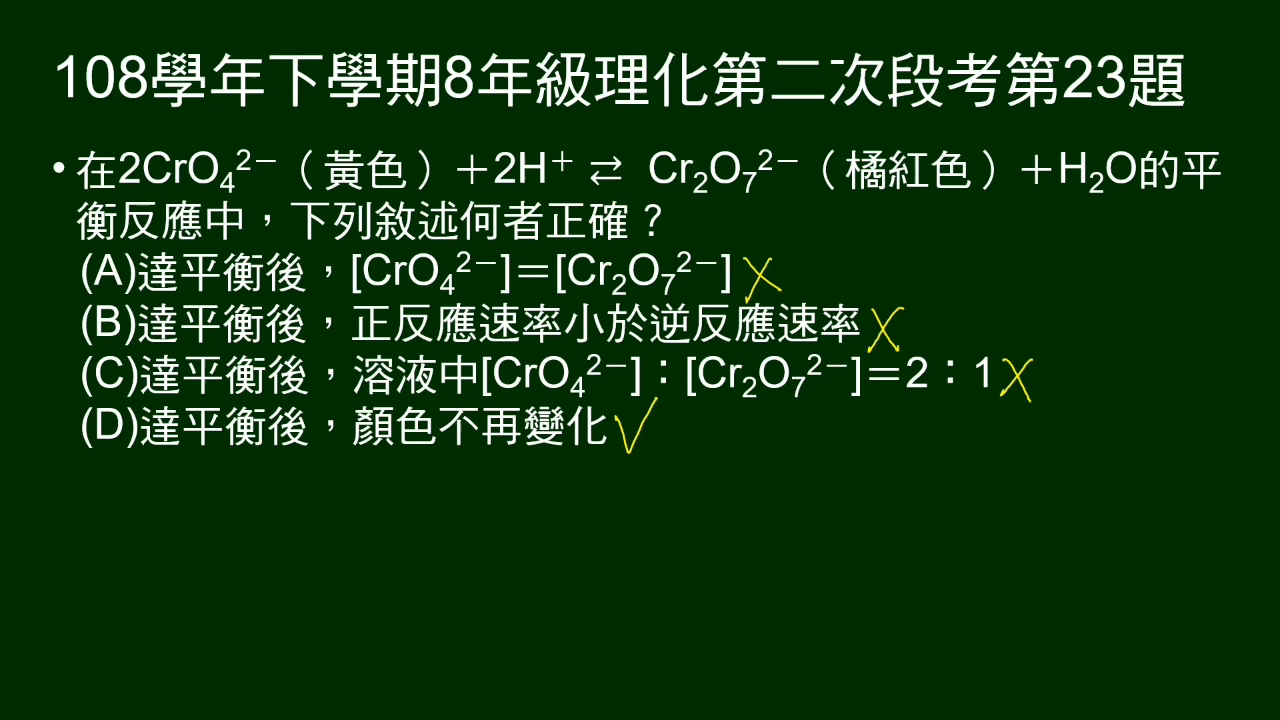 108學年下學期8年級理化第二次段考第23題
• 在2CrO₄²⁻（黃色）＋2H⁺ ⇄ Cr₂O₇²⁻（橘紅色）＋H₂O的平
衡反應中，下列敘述何者正確？
(A)達平衡後，[CrO₄²⁻]＝[Cr₂O₇²⁻]
(B)達平衡後，正反應速率小於逆反應速率
(C)達平衡後，溶液中[CrO₄²⁻]：[Cr₂O₇²⁻]＝2：1
(D)達平衡後，顏色不再變化